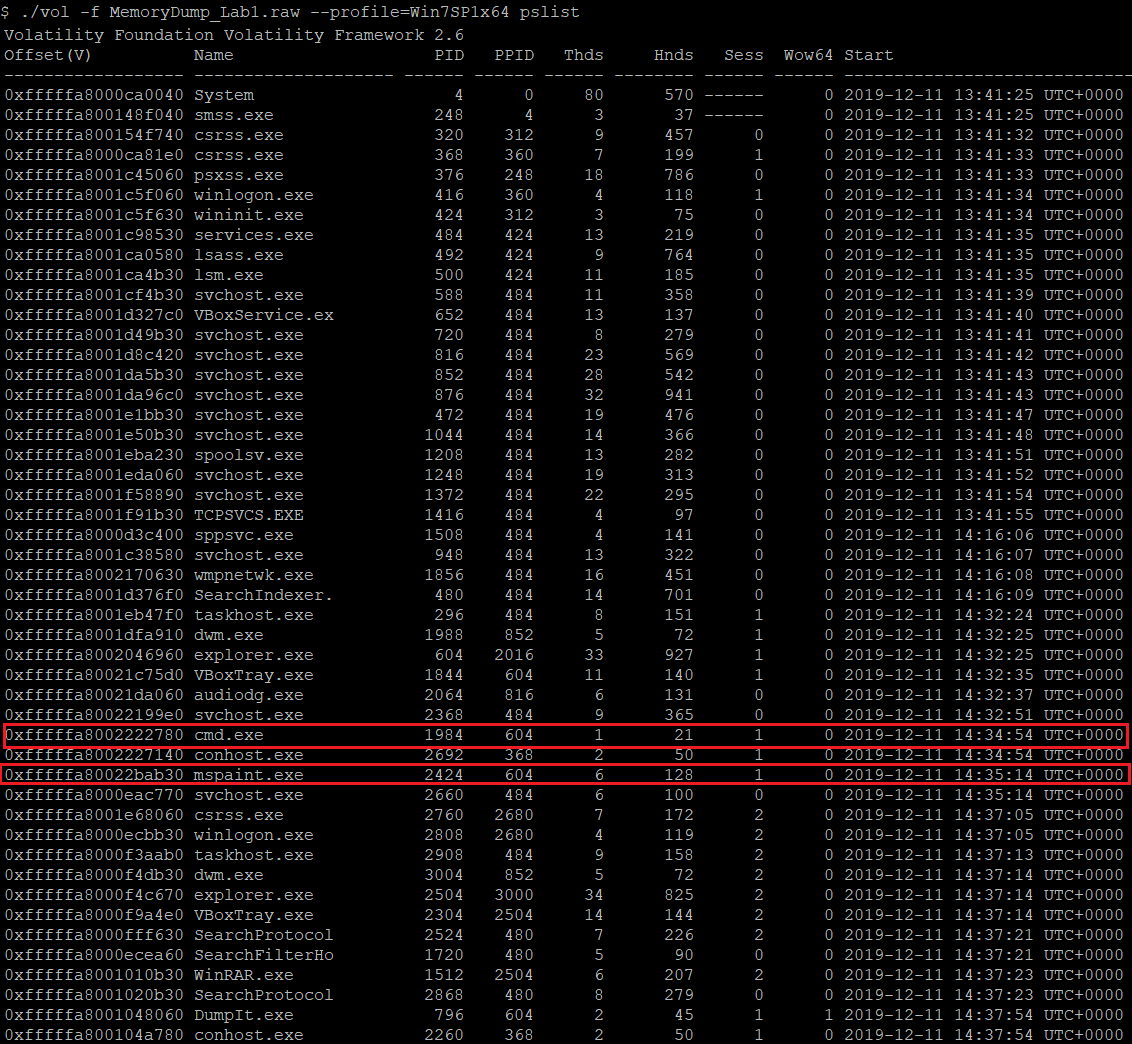 $ ./vol -f MemoryDump_Lab1.raw --profile=Win7SP1x64 pslist
Volatility Foundation Volatility Framework 2.6
Offset(V)          Name                    PID   PPID   Thds     Hnds   Sess  Wow64 Start
------------------ -------------------- ------ ------ ------ -------- ------ ------ ------------------------------
0xfffffa8000ca0040 System                    4      0     80      570 ------      0 2019-12-11 13:41:25 UTC+0000
0xfffffa800148f040 smss.exe                248      4      3       37 ------      0 2019-12-11 13:41:25 UTC+0000
0xfffffa800154f740 csrss.exe               320    312      9      457      0      0 2019-12-11 13:41:32 UTC+0000
0xfffffa8000ca81e0 csrss.exe               368    360      7      199      1      0 2019-12-11 13:41:33 UTC+0000
0xfffffa8001c45060 psxss.exe               376    248     18      786      0      0 2019-12-11 13:41:33 UTC+0000
0xfffffa8001c5f060 winlogon.exe            416    360      4      118      1      0 2019-12-11 13:41:34 UTC+0000
0xfffffa8001c5f630 wininit.exe             424    312      3       75      0      0 2019-12-11 13:41:34 UTC+0000
0xfffffa8001c98530 services.exe            484    424     13      219      0      0 2019-12-11 13:41:35 UTC+0000
0xfffffa8001ca0580 lsass.exe               492    424      9      764      0      0 2019-12-11 13:41:35 UTC+0000
0xfffffa8001ca4b30 lsm.exe                 500    424     11      185      0      0 2019-12-11 13:41:35 UTC+0000
0xfffffa8001cf4b30 svchost.exe             588    484     11      358      0      0 2019-12-11 13:41:39 UTC+0000
0xfffffa8001d327c0 VBoxService.ex          652    484     13      137      0      0 2019-12-11 13:41:40 UTC+0000
0xfffffa8001d49b30 svchost.exe             720    484      8      279      0      0 2019-12-11 13:41:41 UTC+0000
0xfffffa8001d8c420 svchost.exe             816    484     23      569      0      0 2019-12-11 13:41:42 UTC+0000
0xfffffa8001da5b30 svchost.exe             852    484     28      542      0      0 2019-12-11 13:41:43 UTC+0000
0xfffffa8001da96c0 svchost.exe             876    484     32      941      0      0 2019-12-11 13:41:43 UTC+0000
0xfffffa8001e1bb30 svchost.exe             472    484     19      476      0      0 2019-12-11 13:41:47 UTC+0000
0xfffffa8001e50b30 svchost.exe            1044    484     14      366      0      0 2019-12-11 13:41:48 UTC+0000
0xfffffa8001eba230 spoolsv.exe            1208    484     13      282      0      0 2019-12-11 13:41:51 UTC+0000
0xfffffa8001eda060 svchost.exe            1248    484     19      313      0      0 2019-12-11 13:41:52 UTC+0000
0xfffffa8001f58890 svchost.exe            1372    484     22      295      0      0 2019-12-11 13:41:54 UTC+0000
0xfffffa8001f91b30 TCPSVCS.EXE            1416    484      4       97      0      0 2019-12-11 13:41:55 UTC+0000
0xfffffa8000d3c400 sppsvc.exe             1508    484      4      141      0      0 2019-12-11 14:16:06 UTC+0000
0xfffffa8001c38580 svchost.exe             948    484     13      322      0      0 2019-12-11 14:16:07 UTC+0000
0xfffffa8002170630 wmpnetwk.exe           1856    484     16      451      0      0 2019-12-11 14:16:08 UTC+0000
0xfffffa8001d376f0 SearchIndexer.          480    484     14      701      0      0 2019-12-11 14:16:09 UTC+0000
0xfffffa8001eb47f0 taskhost.exe            296    484      8      151      1      0 2019-12-11 14:32:24 UTC+0000
0xfffffa8001dfa910 dwm.exe                1988    852      5       72      1      0 2019-12-11 14:32:25 UTC+0000
0xfffffa8002046960 explorer.exe            604   2016     33      927      1      0 2019-12-11 14:32:25 UTC+0000
0xfffffa80021c75d0 VBoxTray.exe           1844    604     11      140      1      0 2019-12-11 14:32:35 UTC+0000
0xfffffa80021da060 audiodg.exe            2064    816      6      131      0      0 2019-12-11 14:32:37 UTC+0000
0xfffffa80022199e0 svchost.exe            2368    484      9      365      0      0 2019-12-11 14:32:51 UTC+0000
0xfffffa8002222780 cmd.exe                1984    604      1       21      1      0 2019-12-11 14:34:54 UTC+0000
0xfffffa8002227140 conhost.exe            2692    368      2       50      1      0 2019-12-11 14:34:54 UTC+0000
0xfffffa80022bab30 mspaint.exe            2424    604      6      128      1      0 2019-12-11 14:35:14 UTC+0000
0xfffffa8000eac770 svchost.exe            2660    484      6      100      0      0 2019-12-11 14:35:14 UTC+0000
0xfffffa8001e68060 csrss.exe              2760   2680      7      172      2      0 2019-12-11 14:37:05 UTC+0000
0xfffffa8000ecbb30 winlogon.exe           2808   2680      4      119      2      0 2019-12-11 14:37:05 UTC+0000
0xfffffa8000f3aab0 taskhost.exe           2908    484      9      158      2      0 2019-12-11 14:37:13 UTC+0000
0xfffffa8000f4db30 dwm.exe                3004    852      5       72      2      0 2019-12-11 14:37:14 UTC+0000
0xfffffa8000f4c670 explorer.exe           2504   3000     34      825      2      0 2019-12-11 14:37:14 UTC+0000
0xfffffa8000f9a4e0 VBoxTray.exe           2304   2504     14      144      2      0 2019-12-11 14:37:14 UTC+0000
0xfffffa8000fff630 SearchProtocol         2524    480      7      226      2      0 2019-12-11 14:37:21 UTC+0000
0xfffffa8000ecea60 SearchFilterHo         1720    480      5       90      0      0 2019-12-11 14:37:21 UTC+0000
0xfffffa8001010b30 WinRAR.exe             1512   2504      6      207      2      0 2019-12-11 14:37:23 UTC+0000
0xfffffa8001020b30 SearchProtocol         2868    480      8      279      0      0 2019-12-11 14:37:23 UTC+0000
0xfffffa8001048060 DumpIt.exe              796    604      2       45      1      1 2019-12-11 14:37:54 UTC+0000
0xfffffa800104a780 conhost.exe            2260    368      2       50      1      0 2019-12-11 14:37:54 UTC+0000